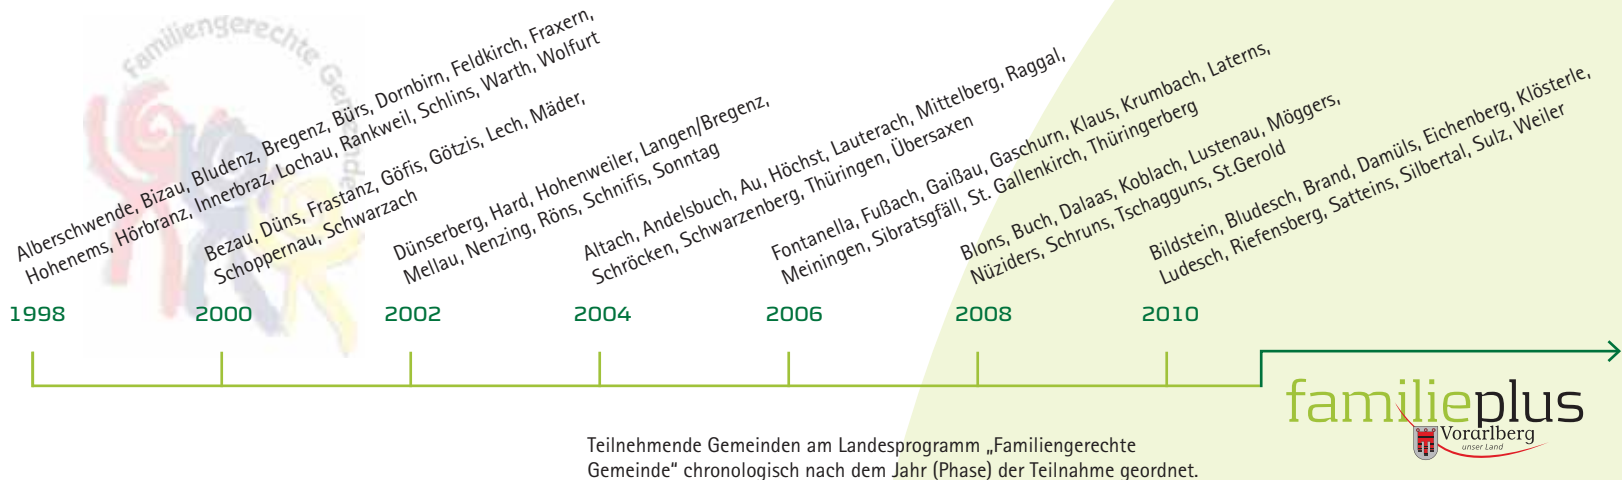 familiengerechte Gemeinde
Alberschwende, Bizau, Bludenz, Bregenz, Bürs, Dornbirn, Feldkirch, Fraxern,
Hohenems, Hörbranz, Innerbraz, Lochau, Rankweil, Schlins, Warth, Wolfurt
Bezau, Düns, Frastanz, Göfis, Götzis, Lech, Mäder,
Schoppernau, Schwarzach
Dünserberg, Hard, Hohenweiler, Langen/Bregenz,
Mellau, Nenzing, Röns, Schnifis, Sonntag
Altach, Andelsbuch, Au, Höchst, Lauterach, Mittelberg, Raggal,
Schröcken, Schwarzenberg, Thüringen, Übersaxen
Fontanella, Fußach, Gaißau, Gaschurn, Klaus, Krumbach, Laterns,
Meiningen, Sibratsgfäll, St. Gallenkirch, Thüringerberg
Blons, Buch, Dalaas, Koblach, Lustenau, Möggers,
Nüziders, Schruns, Tschagguns, St.Gerold
Bildstein, Bludesch, Brand, Damüls, Eichenberg, Klösterle,
Ludesch, Riefensberg, Satteins, Silbertal, Sulz, Weiler
1998
2000
2002
2004
2006
2008
2010
familieplus
Vorarlberg
unser Land
Teilnehmende Gemeinden am Landesprogramm „Familiengerechte
Gemeinde“ chronologisch nach dem Jahr (Phase) der Teilnahme geordnet.